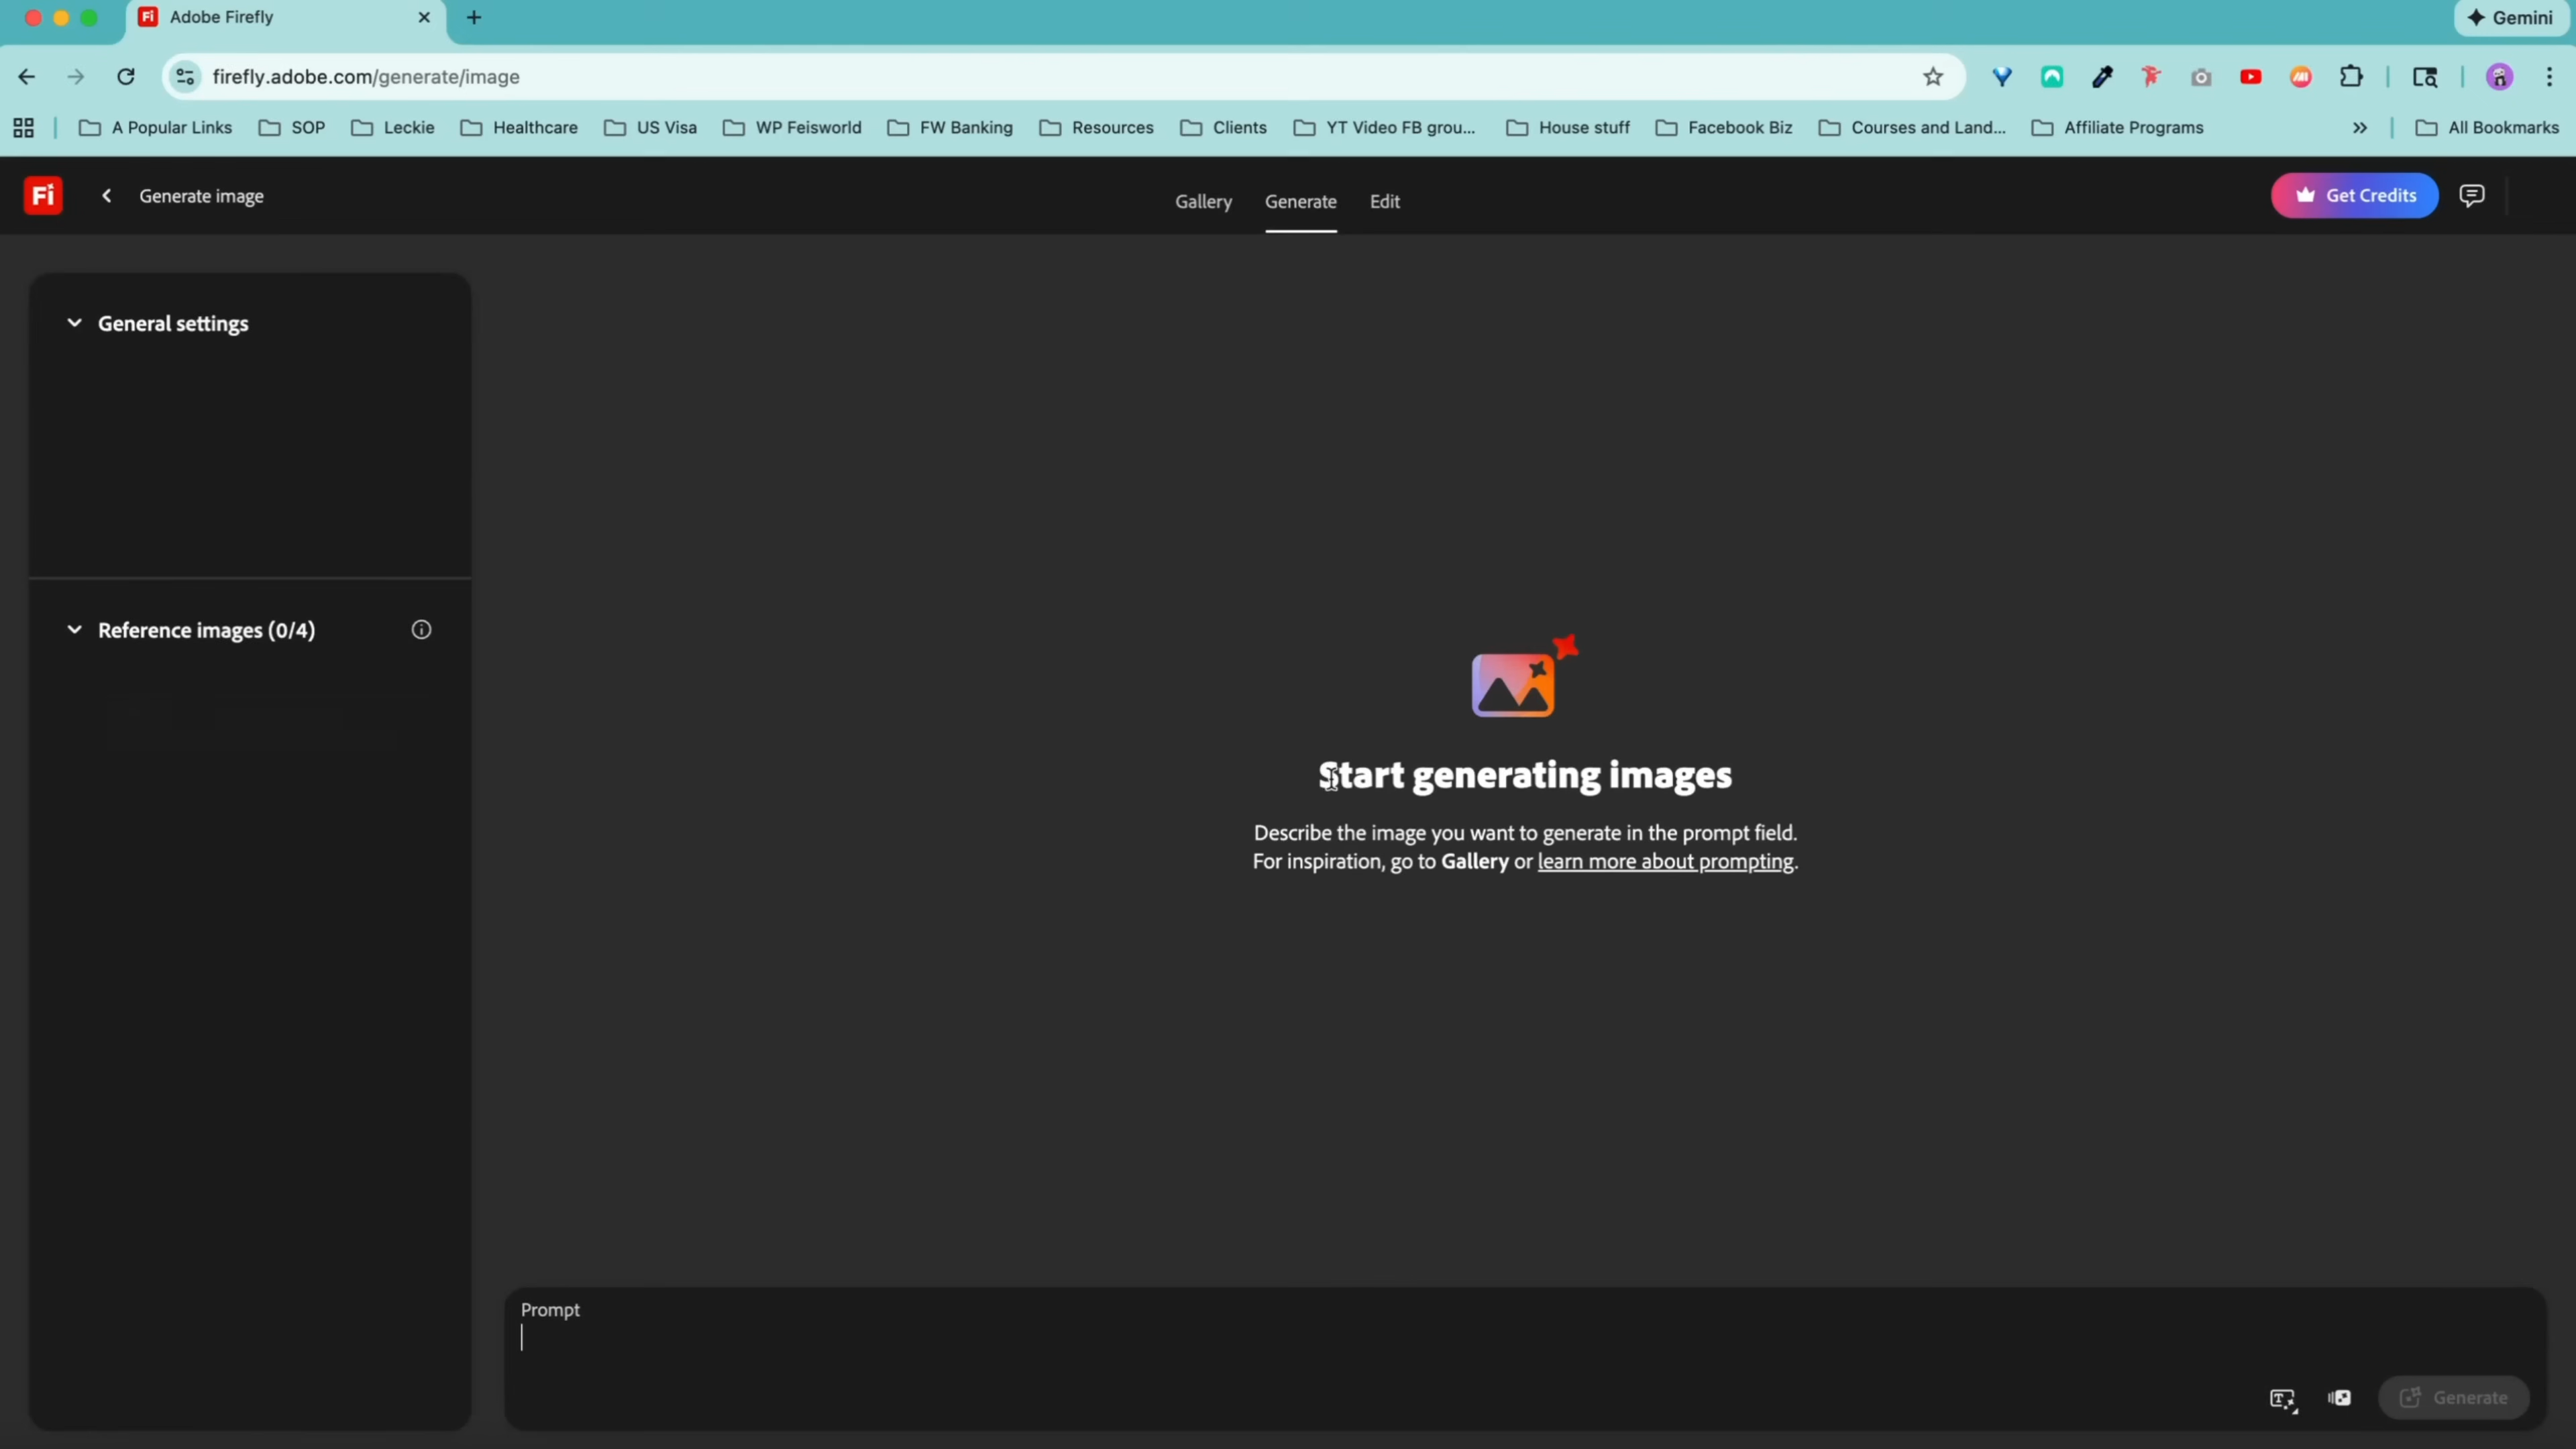 Fi Adobe Firefly
Gemini
firefly.adobe.com/generate/image
A Popular Links SOP Leckie Healthcare US Visa WP Feisworld FW Banking Resources Clients YT Video FB grou... House stuff Facebook Biz Courses and Land... Affiliate Programs All Bookmarks
Fi Generate image Gallery Generate Edit Get Credits
General settings
Reference images (0/4)
Start generating images
Describe the image you want to generate in the prompt field.
For inspiration, go to Gallery or learn more about prompting.
Prompt
Generate